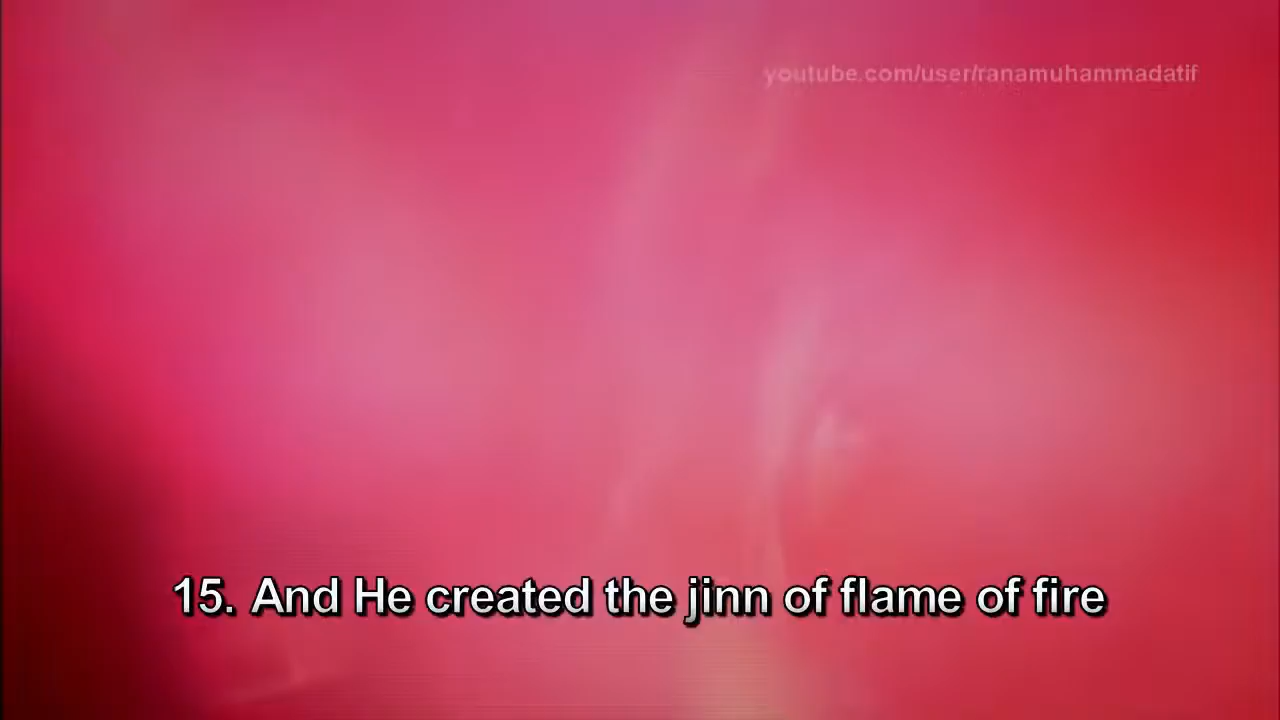 youtube.com/user/ranamuhammadatif
15. And He created the jinn of flame of fire